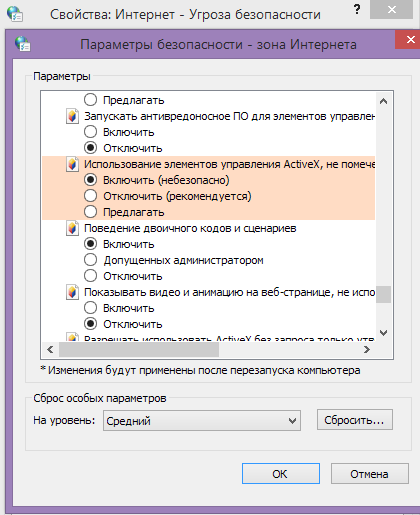 Свойства: Интернет - Угроза безопасности
?
Параметры безопасности - зона Интернета
Параметры
Предлагать
Запускать антивредоносное ПО для элементов управлен
Включить
Отключить
Использование элементов управления ActiveX, не помече
Включить (небезопасно)
Отключить (рекомендуется)
Предлагать
Поведение двоичного кодов и сценариев
Включить
Допущенных администратором
Отключить
Показывать видео и анимацию на веб-странице, не испо
Включить
Отключить
Разрешать использовать ActiveX без запроса только утв
* Изменения будут применены после перезапуска компьютера
Сброс особых параметров
На уровень: Средний Сбросить...
OK Отмена